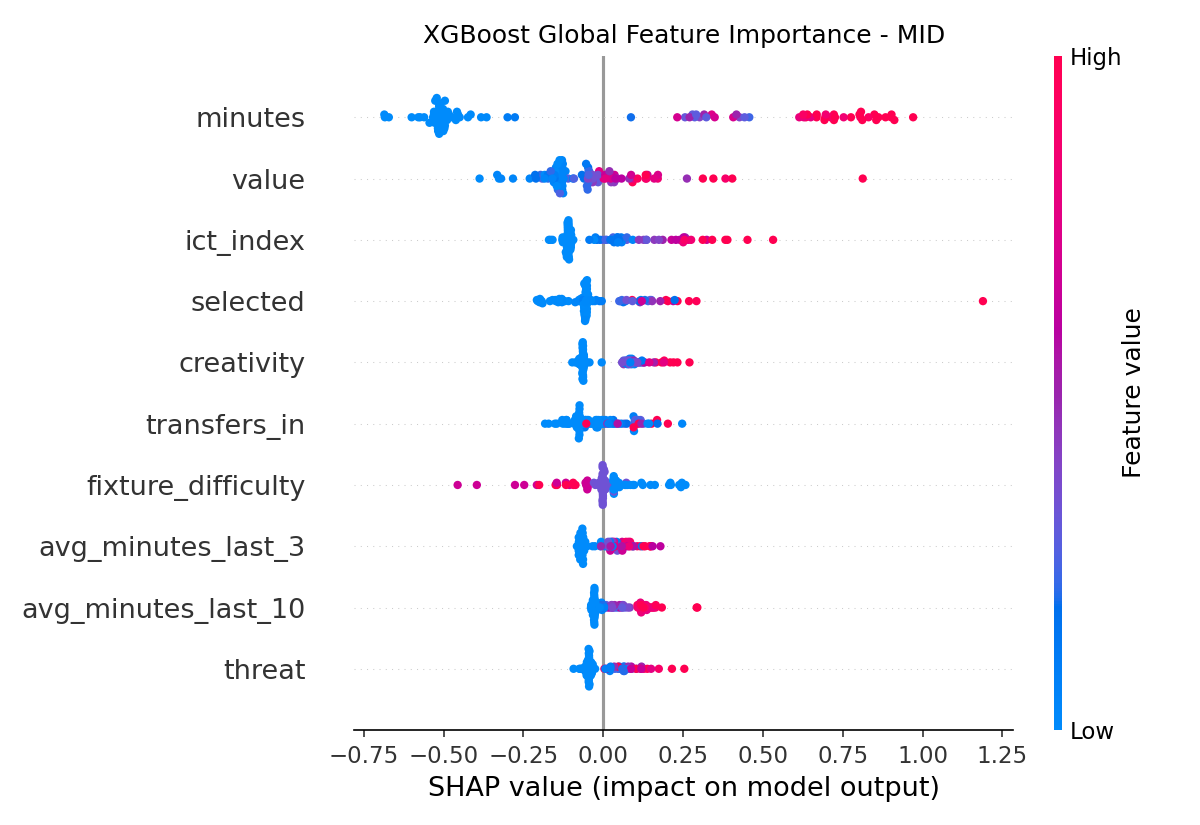 XGBoost Global Feature Importance - MID
High
minutes
value
ict_index
selected
creativity
transfers_in
fixture_difficulty
avg_minutes_last_3
avg_minutes_last_10
threat
Feature value
Low
−0.75 −0.50 −0.25 0.00 0.25 0.50 0.75 1.00 1.25
SHAP value (impact on model output)